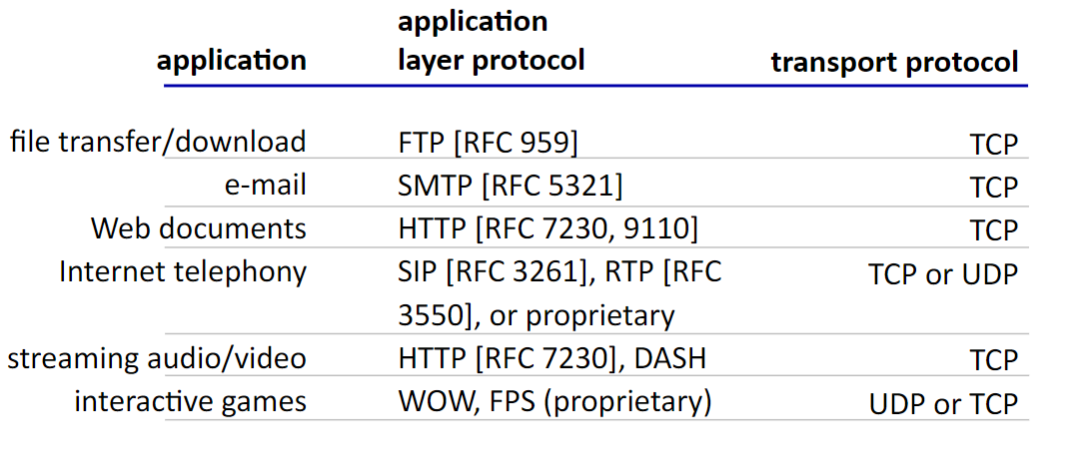 application
application
layer protocol
transport protocol
file transfer/download FTP [RFC 959] TCP
e-mail SMTP [RFC 5321] TCP
Web documents HTTP [RFC 7230, 9110] TCP
Internet telephony SIP [RFC 3261], RTP [RFC TCP or UDP
3550], or proprietary
streaming audio/video HTTP [RFC 7230], DASH TCP
interactive games WOW, FPS (proprietary) UDP or TCP